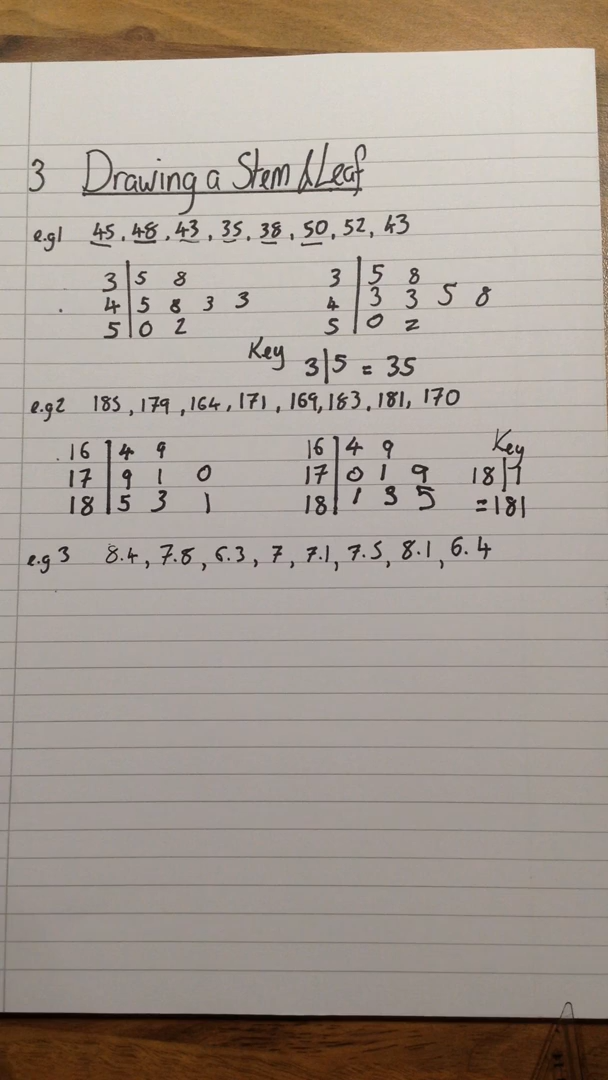 3 Drawing a Stem & Leaf
e.g1 45, 48, 43, 35, 38, 50, 52, 43
3 | 5 8 3 | 5 8
4 | 5 8 3 3 4 | 3 3 5 8
5 | 0 2 5 | 0 2
Key 3|5 = 35
e.g2 185, 179, 164, 171, 169, 183, 181, 170
16 | 4 9 16 | 4 9 Key
17 | 9 1 0 17 | 0 1 9 18|1
18 | 5 3 1 18 | 1 3 5 = 181
e.g 3 8.4, 7.8, 6.3, 7, 7.1, 7.5, 8.1, 6.4